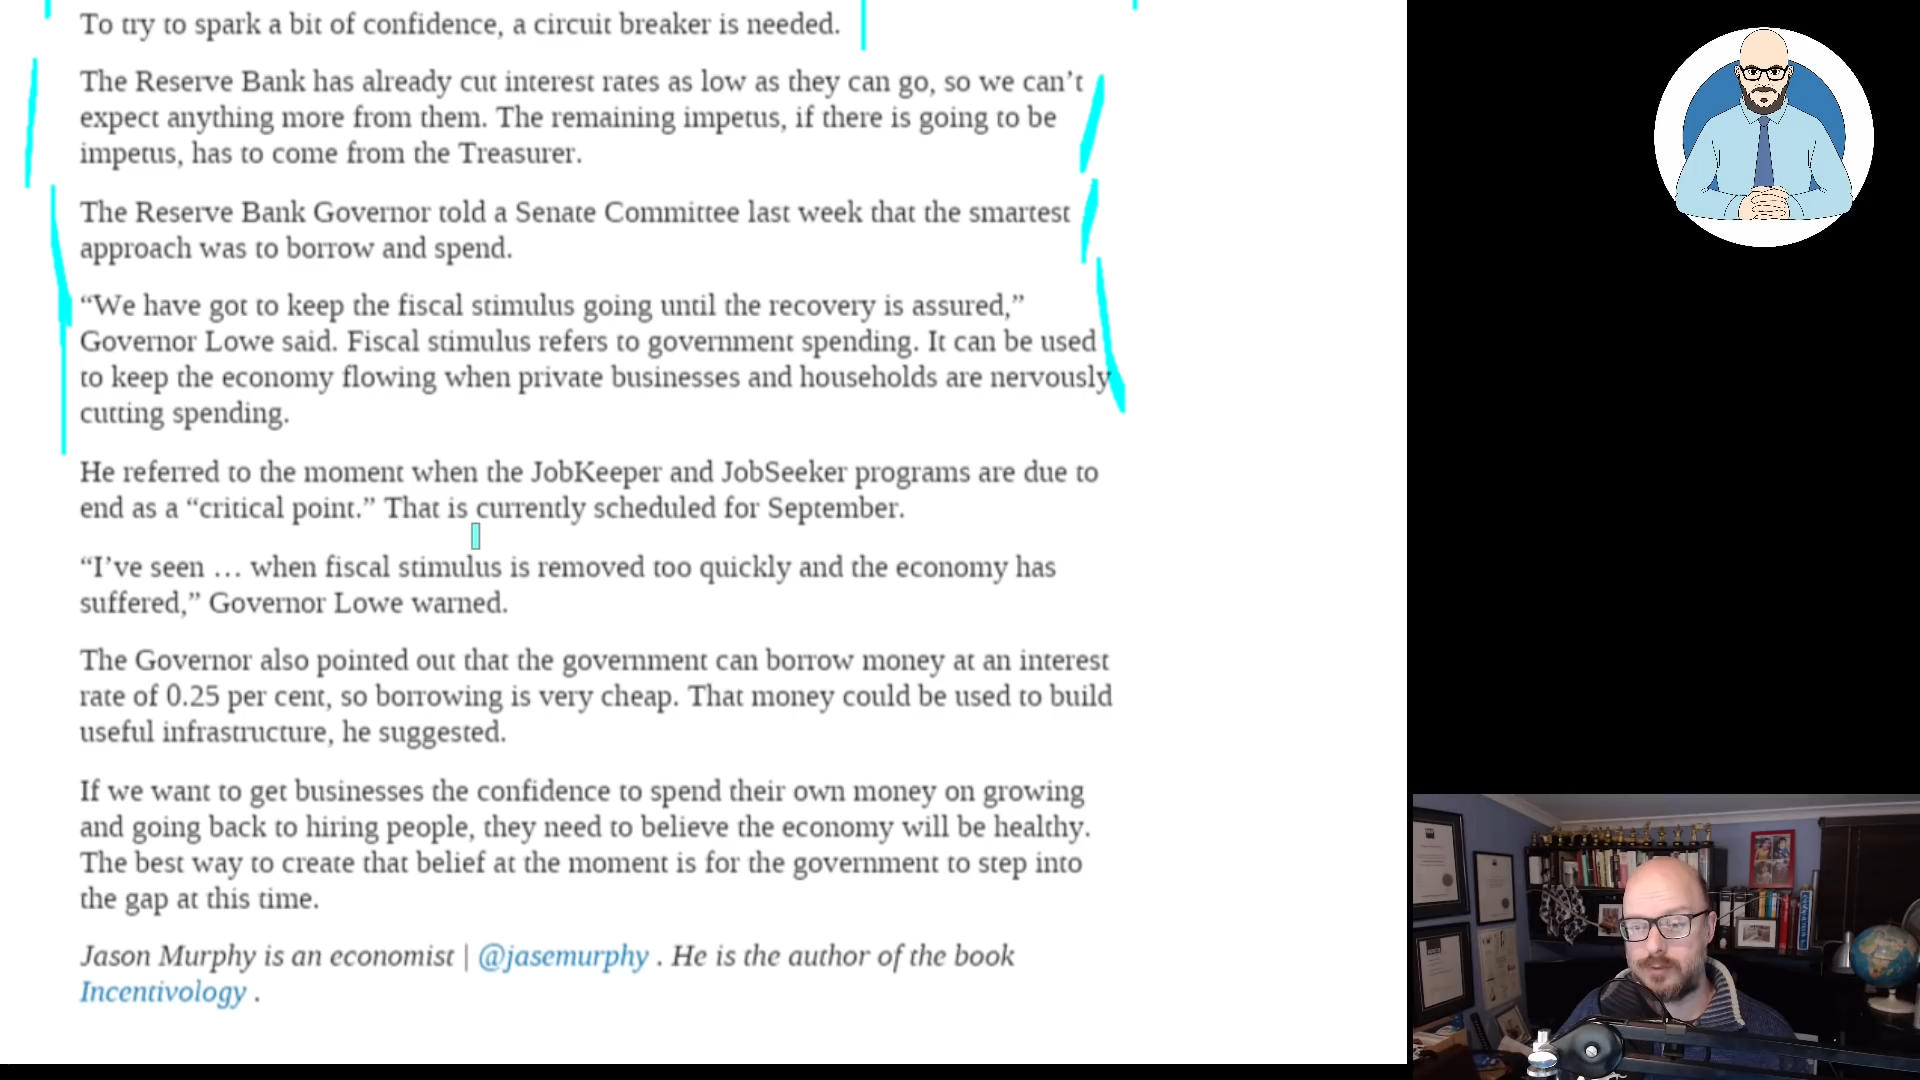 To try to spark a bit of confidence, a circuit breaker is needed.
The Reserve Bank has already cut interest rates as low as they can go, so we can’t
expect anything more from them. The remaining impetus, if there is going to be
impetus, has to come from the Treasurer.
The Reserve Bank Governor told a Senate Committee last week that the smartest
approach was to borrow and spend.
“We have got to keep the fiscal stimulus going until the recovery is assured,”
Governor Lowe said. Fiscal stimulus refers to government spending. It can be used
to keep the economy flowing when private businesses and households are nervously
cutting spending.
He referred to the moment when the JobKeeper and JobSeeker programs are due to
end as a “critical point.” That is currently scheduled for September.
“I’ve seen … when fiscal stimulus is removed too quickly and the economy has
suffered,” Governor Lowe warned.
The Governor also pointed out that the government can borrow money at an interest
rate of 0.25 per cent, so borrowing is very cheap. That money could be used to build
useful infrastructure, he suggested.
If we want to get businesses the confidence to spend their own money on growing
and going back to hiring people, they need to believe the economy will be healthy.
The best way to create that belief at the moment is for the government to step into
the gap at this time.
Jason Murphy is an economist | @jasemurphy . He is the author of the book
Incentivology .